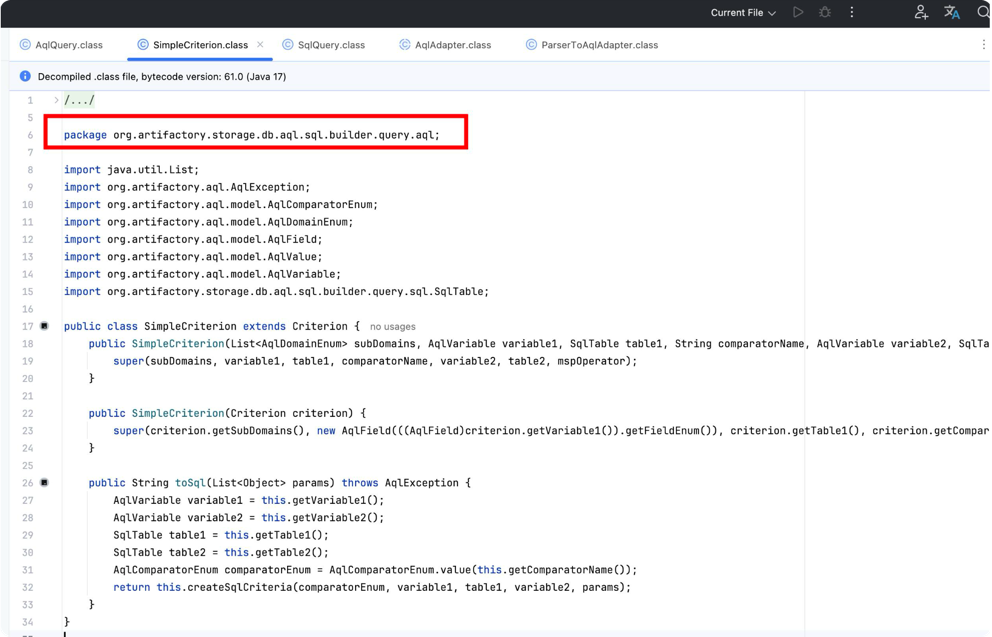 Current File
AqlQuery.class
SimpleCriterion.class
SqlQuery.class
AqlAdapter.class
ParserToAqlAdapter.class
Decompiled .class file, bytecode version: 61.0 (Java 17)
1 /.../
5
6 package org.artifactory.storage.db.aql.sql.builder.query.aql;
7
8 import java.util.List;
9 import org.artifactory.aql.AqlException;
10 import org.artifactory.aql.model.AqlComparatorEnum;
11 import org.artifactory.aql.model.AqlDomainEnum;
12 import org.artifactory.aql.model.AqlField;
13 import org.artifactory.aql.model.AqlValue;
14 import org.artifactory.aql.model.AqlVariable;
15 import org.artifactory.storage.db.aql.sql.builder.query.sql.SqlTable;
16
17 public class SimpleCriterion extends Criterion { no usages
18 public SimpleCriterion(List<AqlDomainEnum> subDomains, AqlVariable variable1, SqlTable table1, String comparatorName, AqlVariable variable2, SqlTa
19 super(subDomains, variable1, table1, comparatorName, variable2, table2, mspOperator);
20 }
21
22 public SimpleCriterion(Criterion criterion) {
23 super(criterion.getSubDomains(), new AqlField(((AqlField)criterion.getVariable1()).getFieldEnum()), criterion.getTable1(), criterion.getCompar
24 }
25
26 public String toSql(List<Object> params) throws AqlException {
27 AqlVariable variable1 = this.getVariable1();
28 AqlVariable variable2 = this.getVariable2();
29 SqlTable table1 = this.getTable1();
30 SqlTable table2 = this.getTable2();
31 AqlComparatorEnum comparatorEnum = AqlComparatorEnum.value(this.getComparatorName());
32 return this.createSqlCriteria(comparatorEnum, variable1, table1, variable2, params);
33 }
34 }